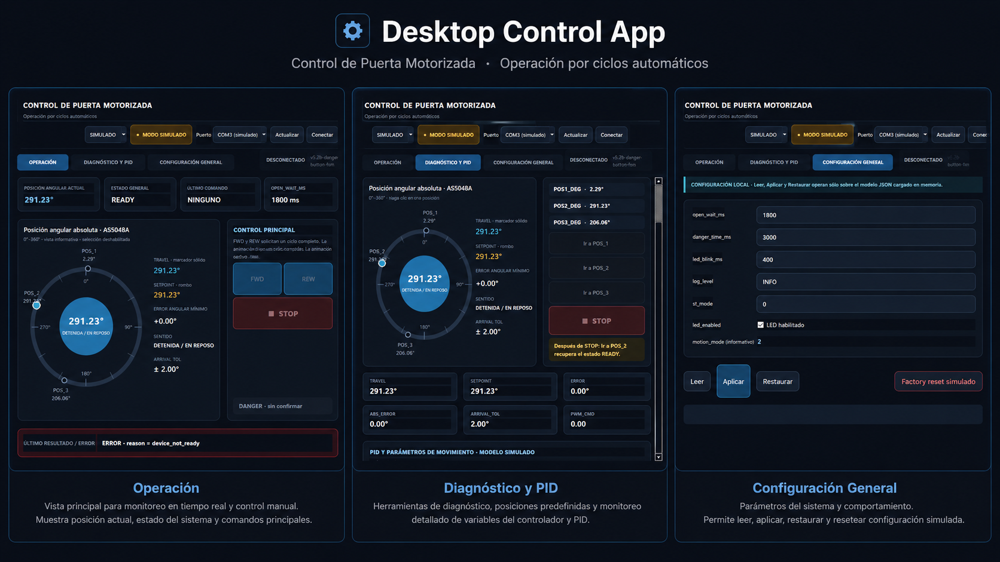 Desktop Control App
Control de Puerta Motorizada • Operación por ciclos automáticos
CONTROL DE PUERTA MOTORIZADA
Operación por ciclos automáticos
SIMULADO
• MODO SIMULADO
Puerto
COM3 (simulado)
Actualizar
Conectar
OPERACIÓN
DIAGNÓSTICO Y PID
CONFIGURACIÓN GENERAL
DESCONECTADO
v5.2b-danger-
button-fsm
POSICIÓN ANGULAR ACTUAL
291.23°
ESTADO GENERAL
READY
ÚLTIMO COMANDO
NINGUNO
OPEN_WAIT_MS
1800 ms
Posición angular absoluta · AS5048A
0°-360° · vista informativa · selección deshabilitada
POS_1
2.29°
0°
POS_2
270°
90°
180°
291.23°
DETENIDA / EN REPOSO
POS_3
206.06°
TRAVEL · marcador sólido
291.23°
SETPOINT · rombo
291.23°
ERROR ANGULAR MÍNIMO
+0.00°
SENTIDO
DETENIDA / EN REPOSO
ARRIVAL TOL
± 2.00°
CONTROL PRINCIPAL
FWD y REW solicitan un ciclo completo. La
La animación
FWD
REW
STOP
DANGER · sin confirmar
ÚLTIMO RESULTADO / ERROR
ERROR · reason = device_not_ready
Operación
Vista principal para monitoreo en tiempo real y control manual.
Muestra posición actual, estado del sistema y comandos principales.
CONTROL DE PUERTA MOTORIZADA
Operación por ciclos automáticos
SIMULADO
• MODO SIMULADO
Puerto
COM3 (simulado)
Actualizar
Conectar
OPERACIÓN
DIAGNÓSTICO Y PID
CONFIGURACIÓN GENERAL
DESCONECTADO
v5.2b-danger-
button-fsm
Posición angular absoluta · AS5048A
0°-360° · Haga clic en una posición
POS_1
2.29°
0°
POS_2
270°
90°
180°
291.23°
DETENIDA / EN REPOSO
POS_3
206.06°
TRAVEL · marcador sólido
291.23°
SETPOINT · rombo
291.23°
ERROR ANGULAR MÍNIMO
+0.00°
SENTIDO
DETENIDA / EN REPOSO
ARRIVAL TOL
± 2.00°
POS1_DEG · 2.29°
POS2_DEG · 291.23°
POS3_DEG · 206.06°
Ir a POS_1
Ir a POS_2
Ir a POS_3
STOP
Después de STOP: Ir a POS_2
recupera el estado READY.
TRAVEL
291.23°
SETPOINT
291.23°
ERROR
0.00°
ABS_ERROR
0.00°
ARRIVAL_TOL
2.00°
PWM_CMD
0.00
PID Y PARÁMETROS DE MOVIMIENTO · MODELO SIMULADO
Diagnóstico y PID
Herramientas de diagnóstico, posiciones predefinidas y monitoreo
detallado de variables del controlador y PID.
CONTROL DE PUERTA MOTORIZADA
Operación por ciclos automáticos
SIMULADO
• MODO SIMULADO
Puerto
COM3 (simulado)
Actualizar
Conec
OPERACIÓN
DIAGNÓSTICO Y PID
CONFIGURACIÓN GENEEAL
DESCONECTADO
CONFIGURACIÓN LOCAL · Leer, Aplicar y Restaurar operan sólo sobre el modelo JSON cargado en memoria.
open_wait_ms
1800
danger_time_ms
3000
led_blink_ms
400
log_level
INFO
st_mode
0
led_enabled
LED habilitado
motion_mode (informativo)
2
Leer
Aplicar
Restaurar
Factory reset simulado
Configuración General
Parámetros del sistema y comportamiento.
Permite leer, aplicar, restaurar y resetear configuración simulada.